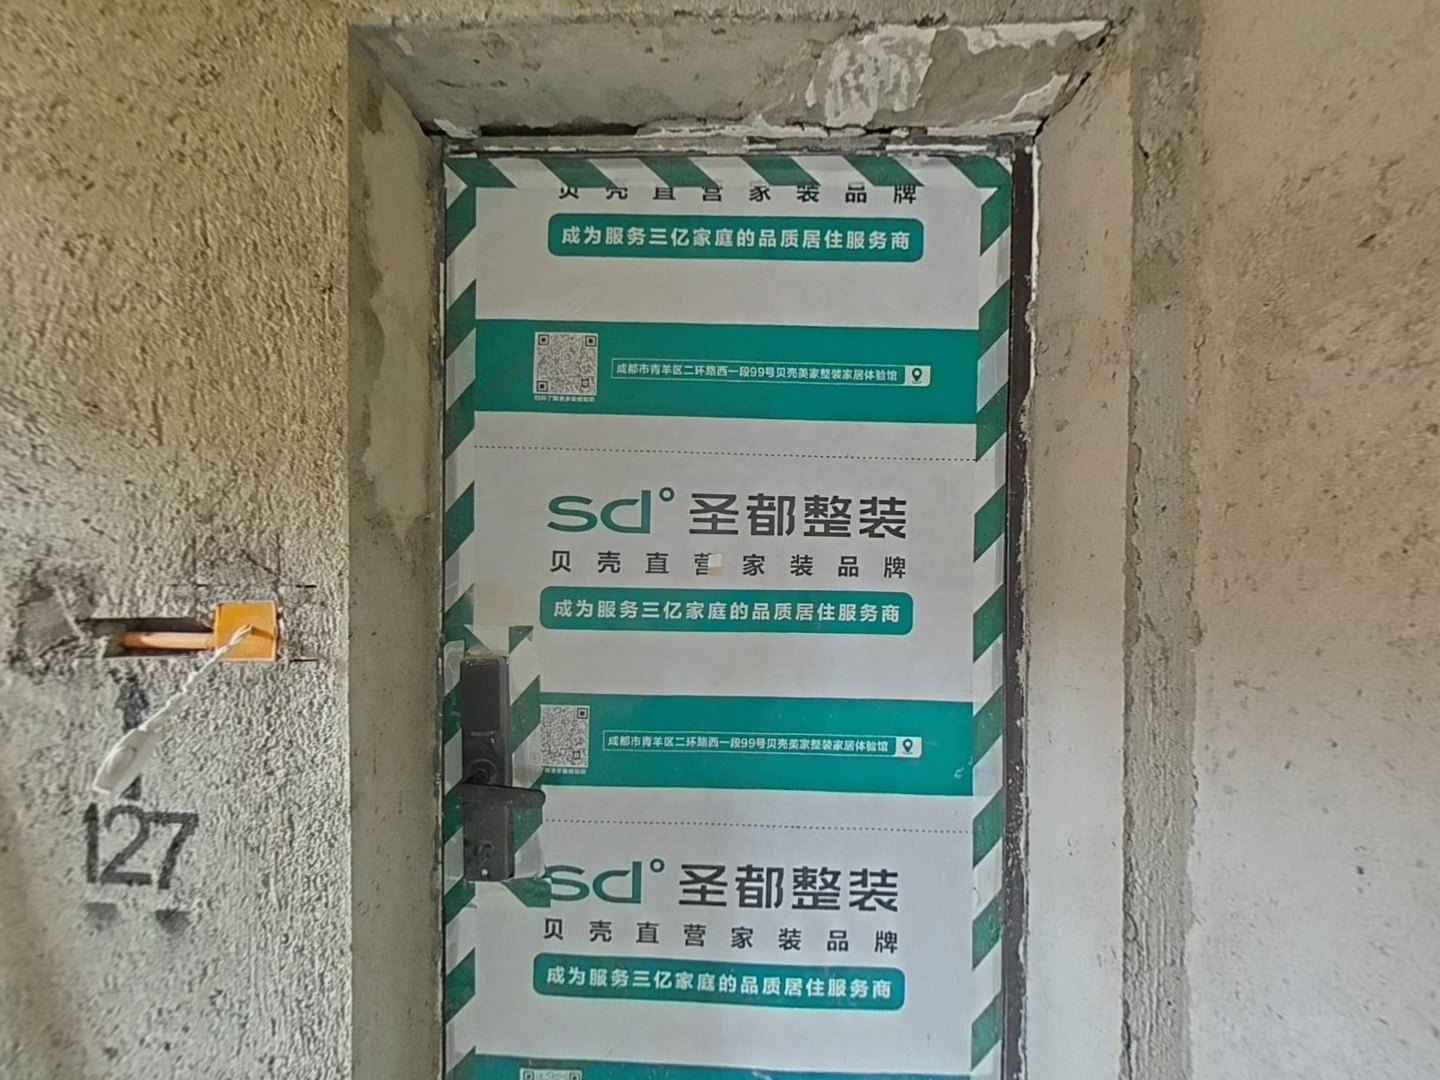 贝壳直营家装品牌
成为服务三亿家庭的品质居住服务商
成都市青羊区二环路西一段99号贝壳美家整装家居体验馆
sd° 圣都整装
贝壳直营家装品牌
成为服务三亿家庭的品质居住服务商
成都市青羊区二环路西一段99号贝壳美家整装家居体验馆
127
sd° 圣都整装
贝壳直营家装品牌
成为服务三亿家庭的品质居住服务商